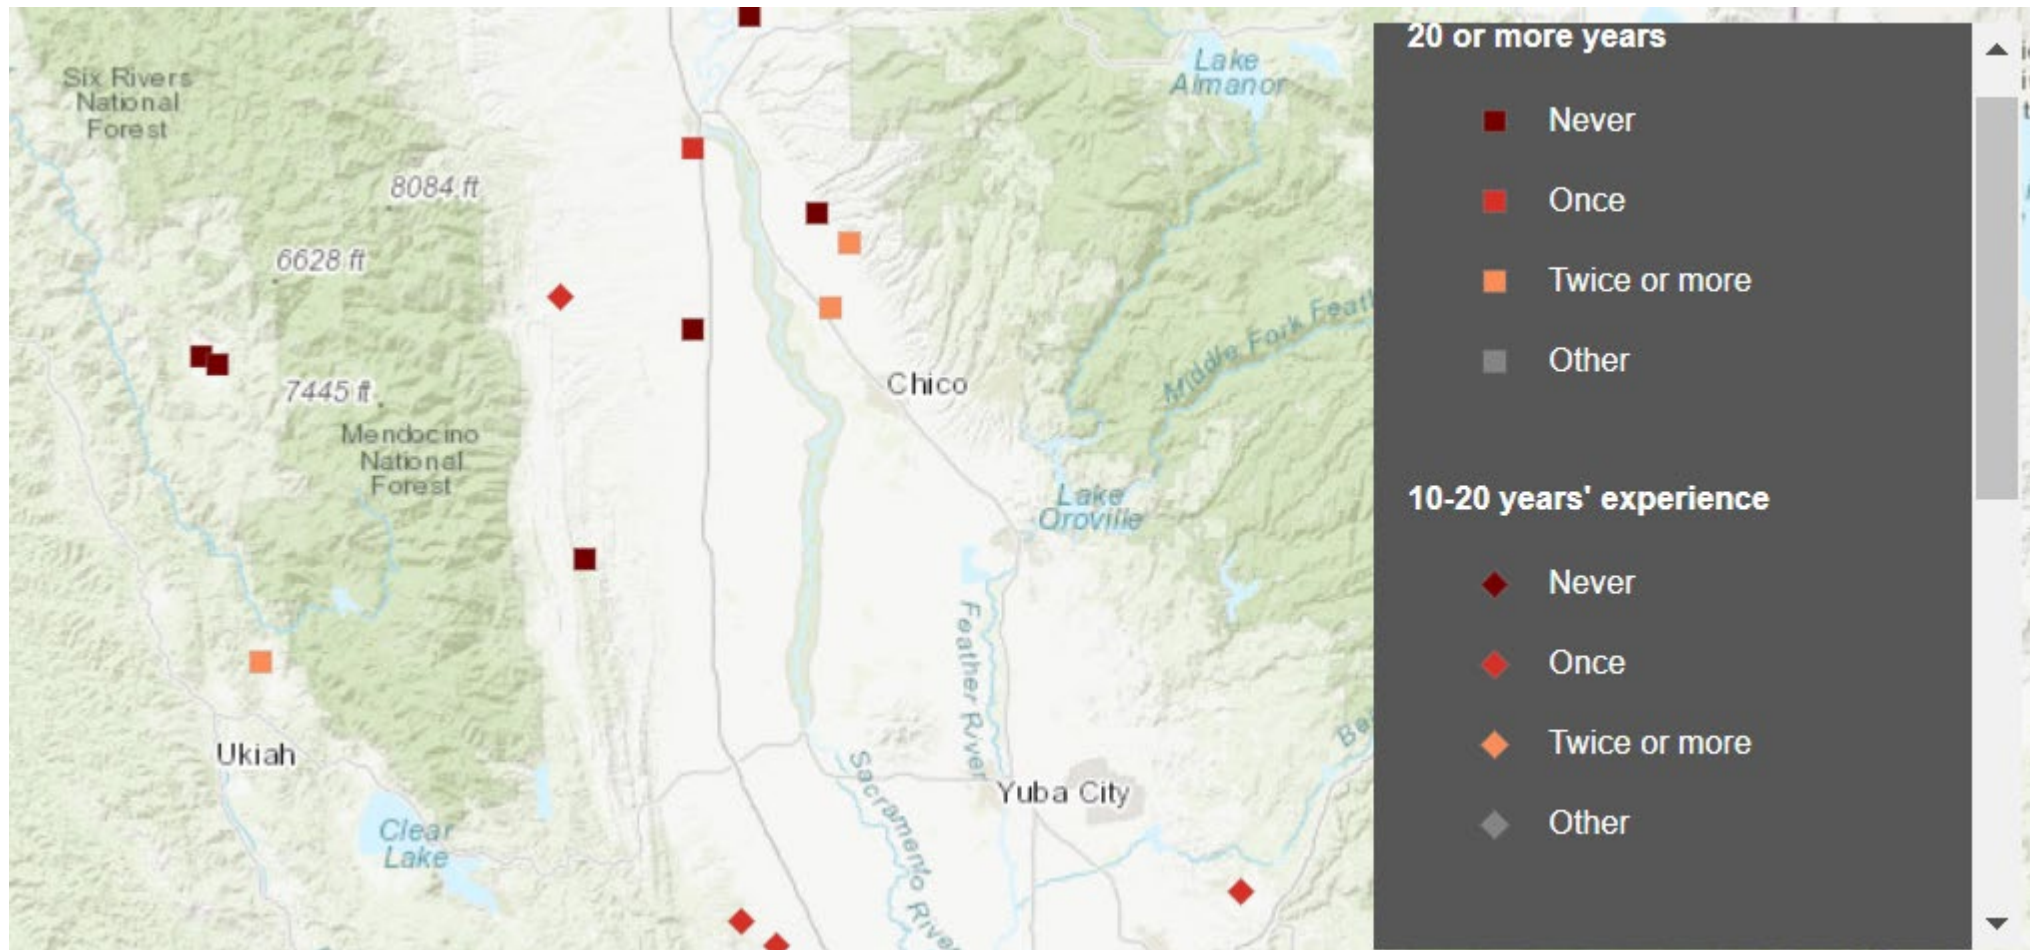 Six Rivers
National
Forest
8084 ft
6628 ft
7445 ft
Mendocino
National
Forest
Ukiah
Clear
Lake
Chico
Lake
Almanor
Middle Fork
Lake
Oroville
Feather River
Yuba City
Sacramento River
20 or more years
Never
Once
Twice or more
Other
10-20 years' experience
Never
Once
Twice or more
Other